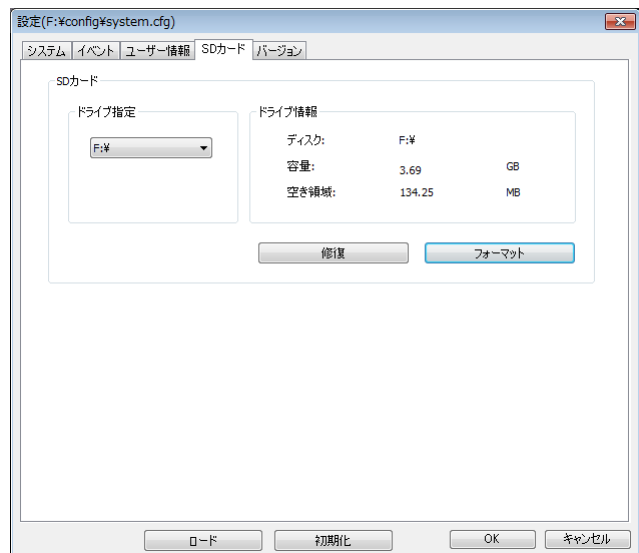 設定(F:¥config¥system.cfg)
システム イベント ユーザー情報 SDカード バージョン
SDカード
ドライブ指定
F:¥
ドライブ情報
ディスク: F:¥
容量: 3.69 GB
空き領域: 134.25 MB
修復 フォーマット
ロード 初期化 OK キャンセル